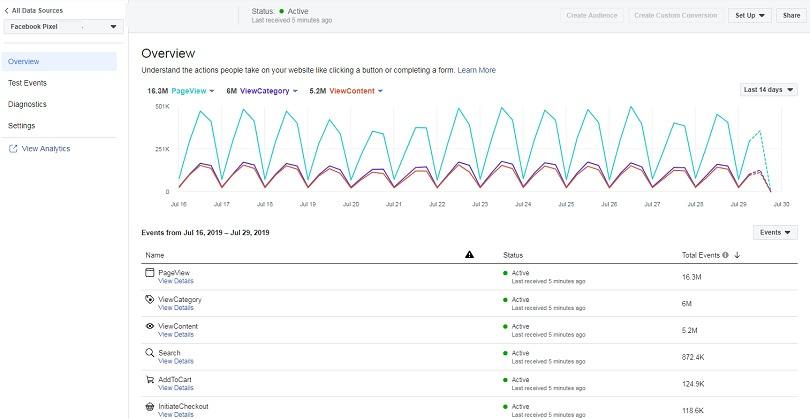 All Data Sources
Facebook Pixel
Status: Active
Last received 5 minutes ago
Create Audience
Create Custom Conversion
Set Up
Share
Overview
Test Events
Diagnostics
Settings
View Analytics
Overview
Understand the actions people take on your website like clicking a button or completing a form. Learn More
16.3M PageView 6M ViewCategory 5.2M ViewContent
Last 14 days
501K
251K
0
Jul 16 Jul 17 Jul 18 Jul 19 Jul 20 Jul 21 Jul 22 Jul 23 Jul 24 Jul 25 Jul 26 Jul 27 Jul 28 Jul 29 Jul 30
Events from Jul 16, 2019 – Jul 29, 2019
Events
Name Status Total Events
PageView Active 16.3M
View Details Last received 5 minutes ago
ViewCategory Active 6M
View Details Last received 5 minutes ago
ViewContent Active 5.2M
View Details Last received 5 minutes ago
Search Active 872.4K
View Details Last received 5 minutes ago
AddToCart Active 124.9K
View Details Last received 5 minutes ago
InitiateCheckout Active 118.6K
View Details Last received 5 minutes ago